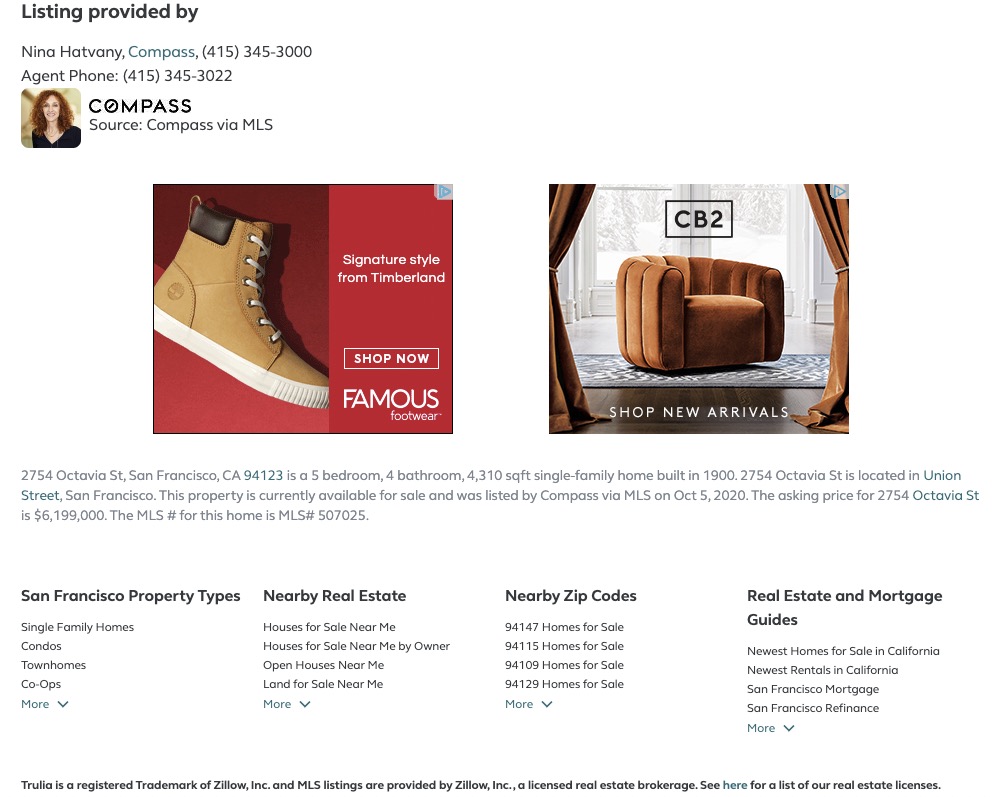 Listing provided by
Nina Hatvany, Compass, (415) 345-3000
Agent Phone: (415) 345-3022
COMPASS
Source: Compass via MLS
Signature style
from Timberland
SHOP NOW
FAMOUS
footwear
CB2
SHOP NEW ARRIVALS
2754 Octavia St, San Francisco, CA 94123 is a 5 bedroom, 4 bathroom, 4,310 sqft single-family home built in 1900. 2754 Octavia St is located in Union
Street, San Francisco. This property is currently available for sale and was listed by Compass via MLS on Oct 5, 2020. The asking price for 2754 Octavia St
is $6,199,000. The MLS # for this home is MLS# 507025.
San Francisco Property Types
Single Family Homes
Condos
Townhomes
Co-Ops
More
Nearby Real Estate
Houses for Sale Near Me
Houses for Sale Near Me by Owner
Open Houses Near Me
Land for Sale Near Me
More
Nearby Zip Codes
94147 Homes for Sale
94115 Homes for Sale
94109 Homes for Sale
94129 Homes for Sale
More
Real Estate and Mortgage
Guides
Newest Homes for Sale in California
Newest Rentals in California
San Francisco Mortgage
San Francisco Refinance
More
Trulia is a registered Trademark of Zillow, Inc. and MLS listings are provided by Zillow, Inc., a licensed real estate brokerage. See here for a list of our real estate licenses.